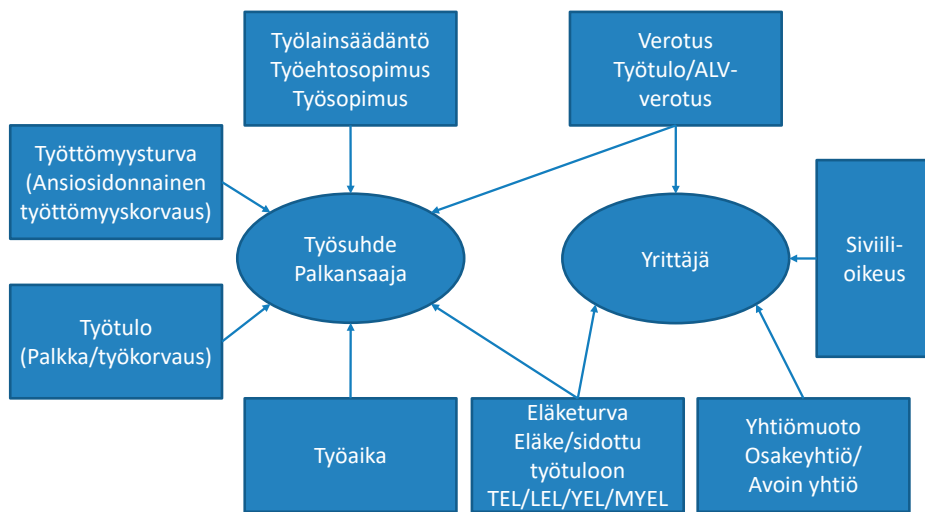 Työlainsäädäntö
Työehtosopimus
Työsopimus
Verotus
Työtulo/ALV-
verotus
Työttömyysturva
(Ansiosidonnainen
työttömyyskorvaus)
Työsuhde
Palkansaaja
Yrittäjä
Siviili-
oikeus
Työtulo
(Palkka/työkorvaus)
Työaika
Eläketurva
Eläke/sidottu
työtuloon
TEL/LEL/YEL/MYEL
Yhtiömuoto
Osakeyhtiö/
Avoin yhtiö